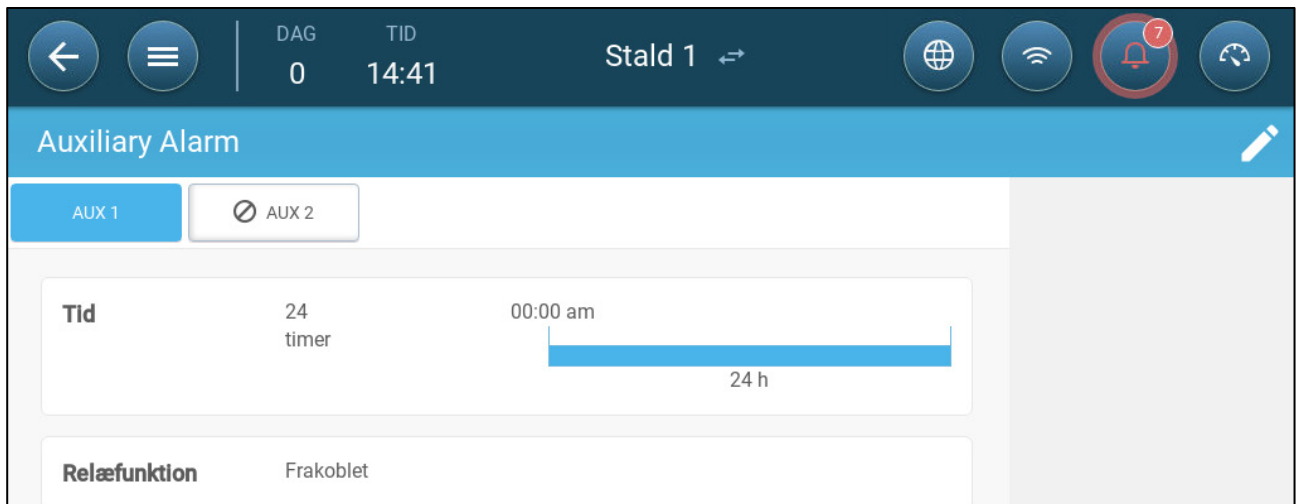 DAG TID
0 14:41
Stald 1
7
Auxiliary Alarm
AUX 1 AUX 2
Tid 24 timer 00:00 am
24 h
Relæfunktion Frakoblet